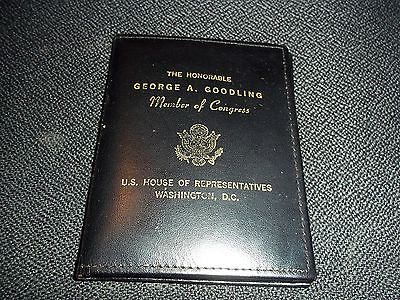 THE HONORABLE
GEORGE A. GOODLING
Member of Congress
U.S. HOUSE OF REPRESENTATIVES
WASHINGTON, D.C.